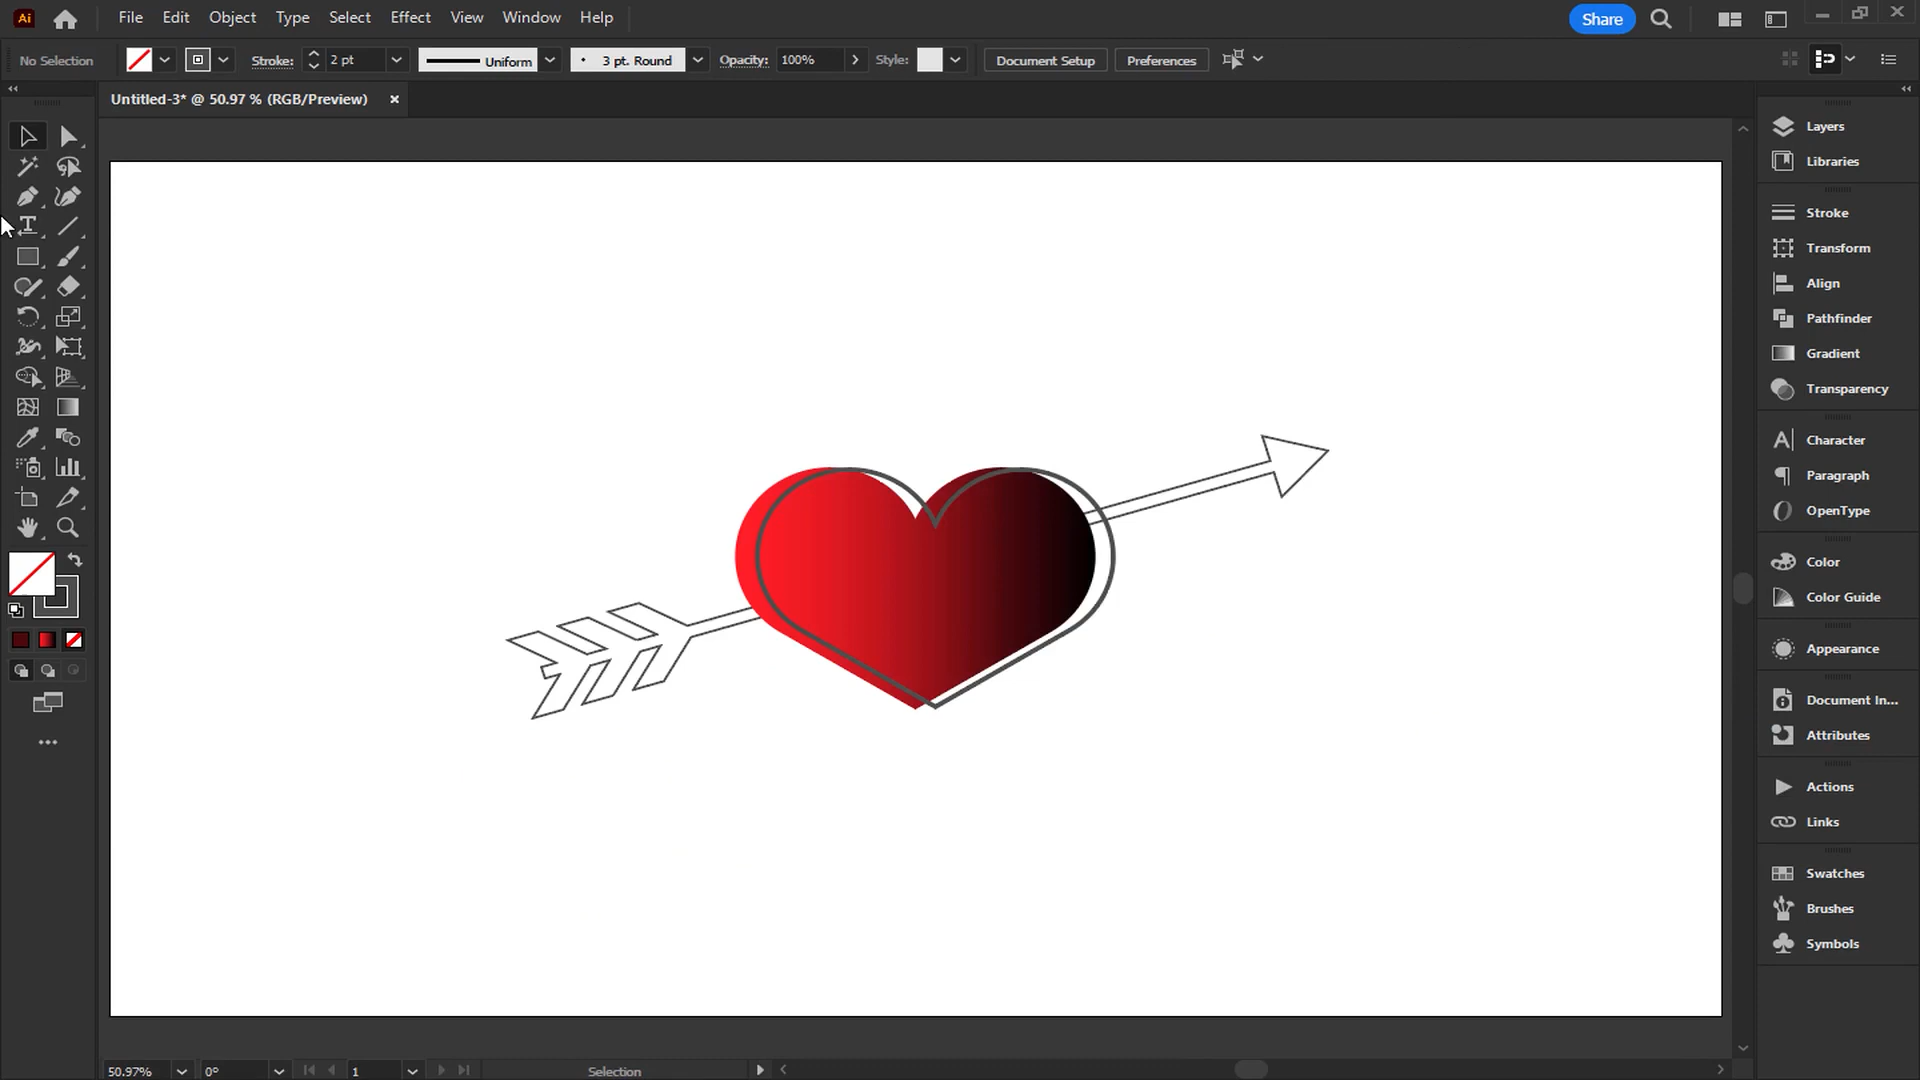 Ai File Edit Object Type Select Effect View Window Help Share
No Selection Stroke: 2 pt Uniform 3 pt. Round Opacity: 100% Style: Document Setup Preferences
Untitled-3* @ 50.97 % (RGB/Preview)
Layers
Libraries
Stroke
Transform
Align
Pathfinder
Gradient
Transparency
Character
Paragraph
OpenType
Color
Color Guide
Appearance
Document In...
Attributes
Actions
Links
Swatches
Brushes
Symbols
50.97% 0° 1 Selection